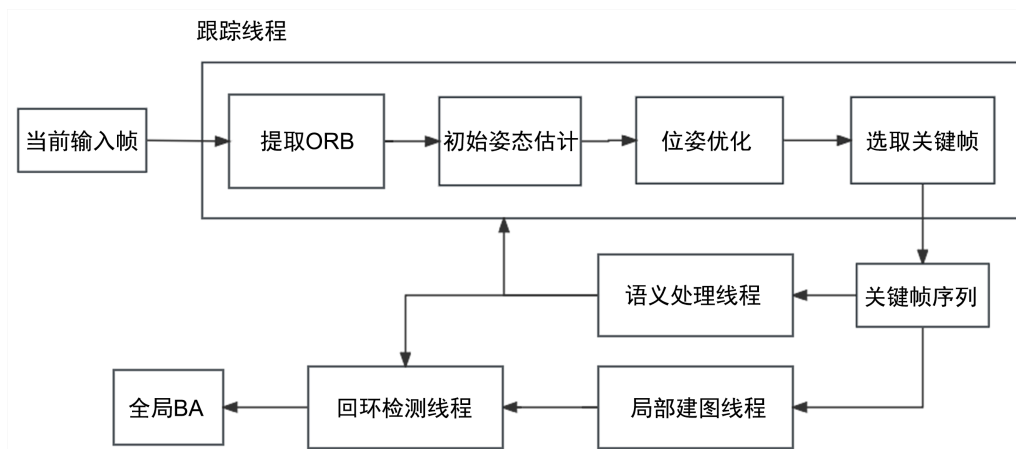 跟踪线程
当前输入帧
提取ORB
初始姿态估计
位姿优化
选取关键帧
语义处理线程
关键帧序列
全局BA
回环检测线程
局部建图线程